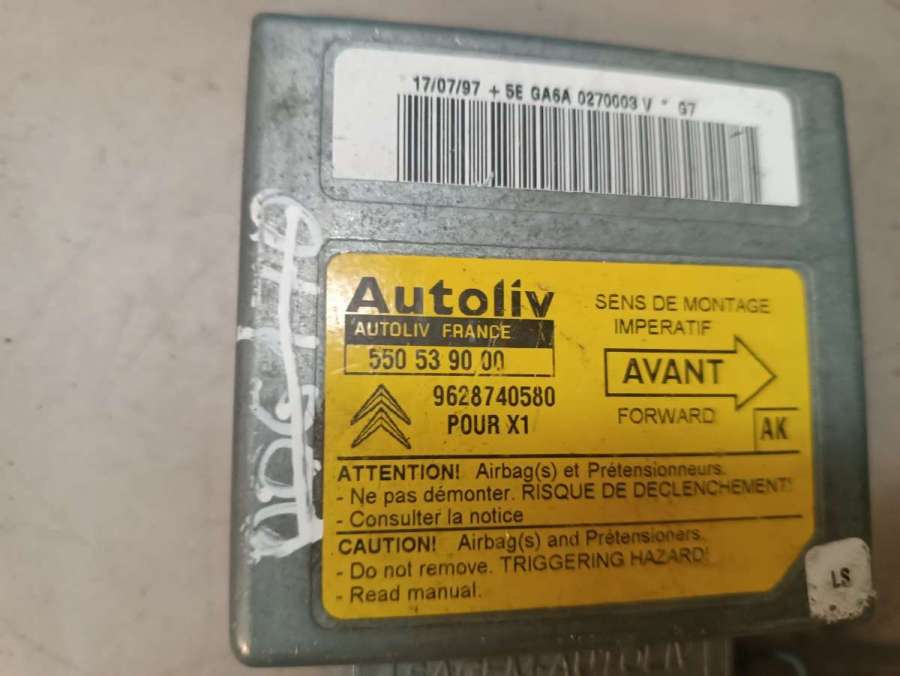 17/07/97 + 5E GA6A 0270003 V * 97
Autoliv
AUTOLIV FRANCE
550 53 90 00
9628740580
POUR X1
SENS DE MONTAGE
IMPERATIF
AVANT
FORWARD
AK
ATTENTION! Airbag(s) et Prétensionneurs.
- Ne pas démonter. RISQUE DE DECLENCHEMENT!
- Consulter la notice
CAUTION! Airbag(s) and Prétensioners.
- Do not remove. TRIGGERING HAZARD!
- Read manual.
LS